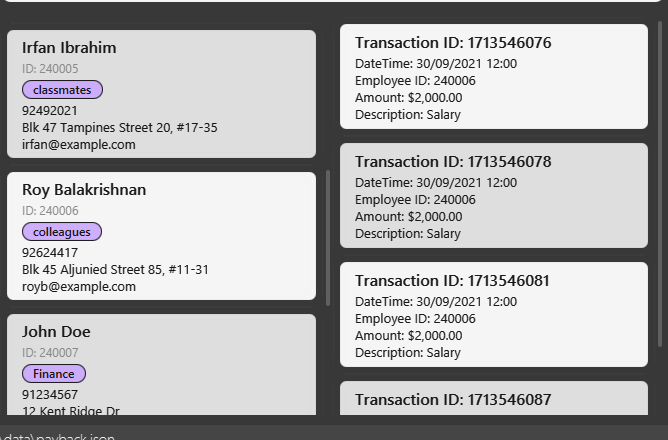 Irfan Ibrahim
ID: 240005
classmates
92492021
Blk 47 Tampines Street 20, #17-35
irfan@example.com
Roy Balakrishnan
ID: 240006
colleagues
92624417
Blk 45 Aljunied Street 85, #11-31
royb@example.com
John Doe
ID: 240007
Finance
91234567
12 Kent Ridge Dr
Transaction ID: 1713546076
DateTime: 30/09/2021 12:00
Employee ID: 240006
Amount: $2,000.00
Description: Salary
Transaction ID: 1713546078
DateTime: 30/09/2021 12:00
Employee ID: 240006
Amount: $2,000.00
Description: Salary
Transaction ID: 1713546081
DateTime: 30/09/2021 12:00
Employee ID: 240006
Amount: $2,000.00
Description: Salary
Transaction ID: 1713546087
\data\payback.json